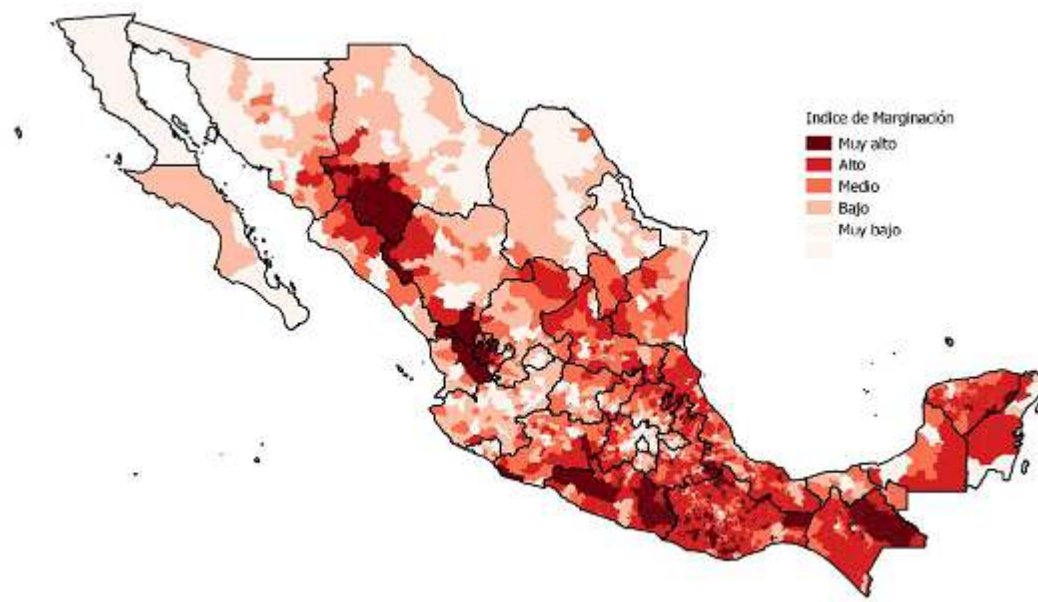 Indice de Marginación
Muy alto
Alto
Medio
Bajo
Muy bajo